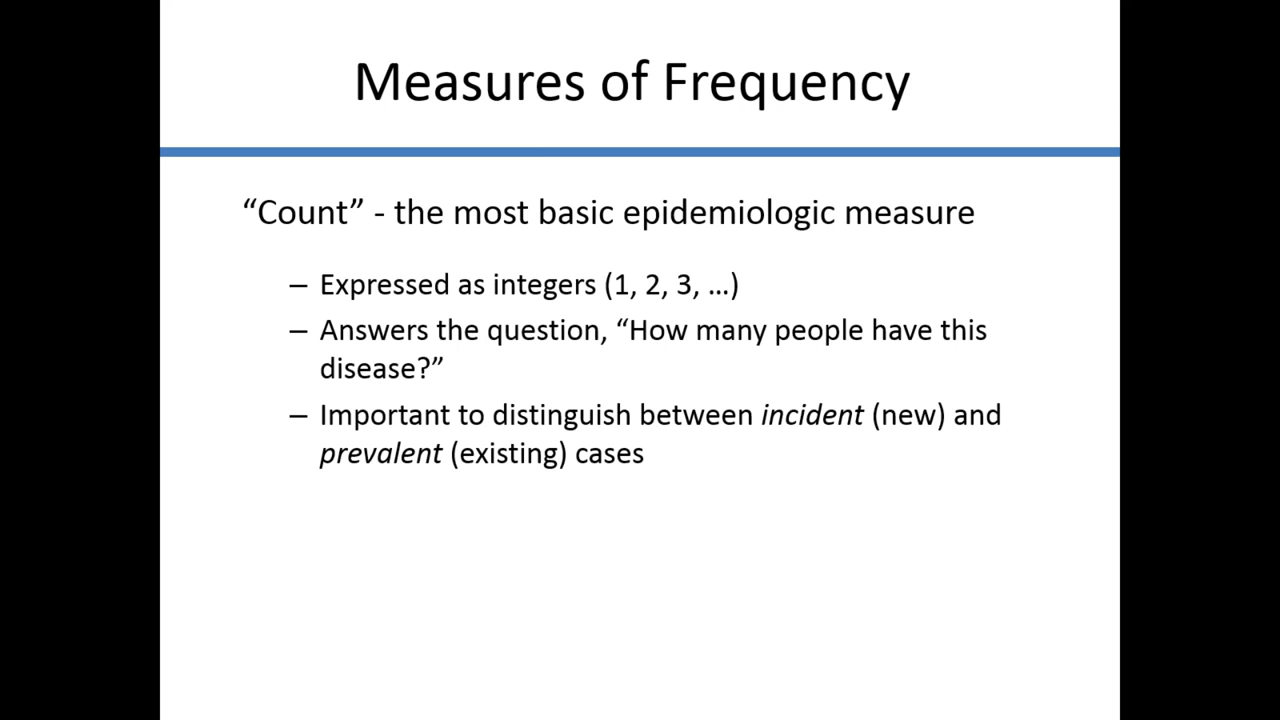 Measures of Frequency
“Count” - the most basic epidemiologic measure
– Expressed as integers (1, 2, 3, …)
– Answers the question, “How many people have this
disease?”
– Important to distinguish between incident (new) and
prevalent (existing) cases